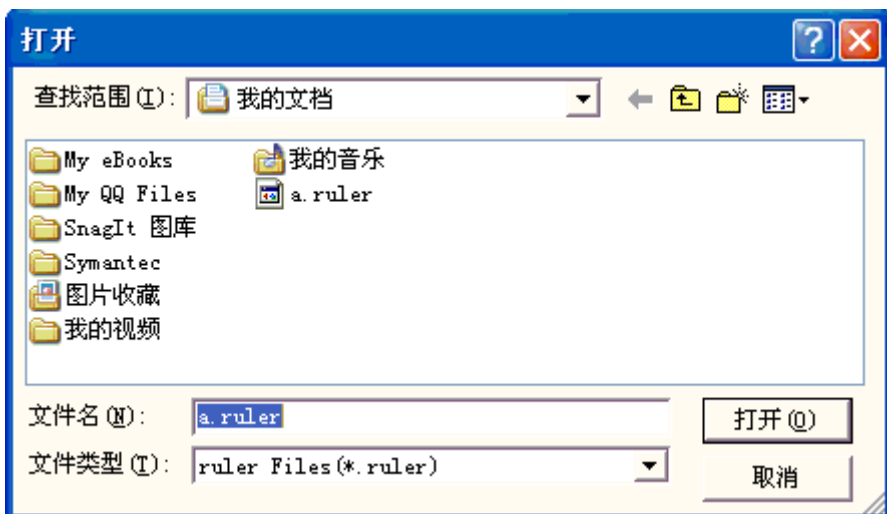 打开
查找范围(I): 我的文档
My eBooks 我的音乐
My QQ Files a.ruler
SnagIt 图库
Symantec
图片收藏
我的视频
文件名(N): a.ruler 打开(O)
文件类型(T): ruler Files(*.ruler) 取消